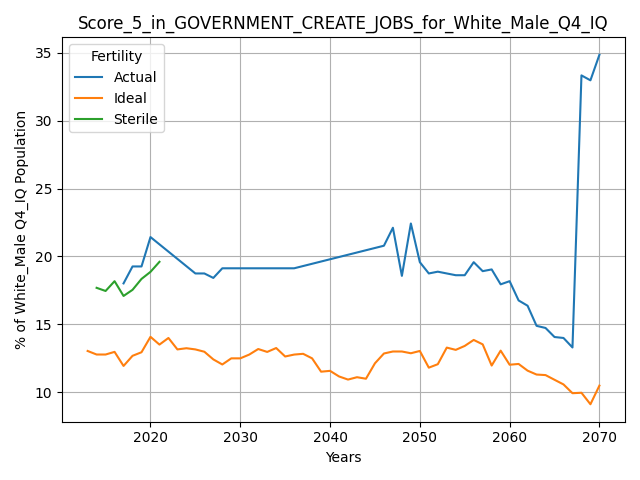 Score_5_in_GOVERNMENT_CREATE_JOBS_for_White_Male_Q4_IQ
Fertility
Actual
Ideal
Sterile
% of White_Male Q4_IQ Population
35
30
25
20
15
10
2020 2030 2040 2050 2060 2070
Years